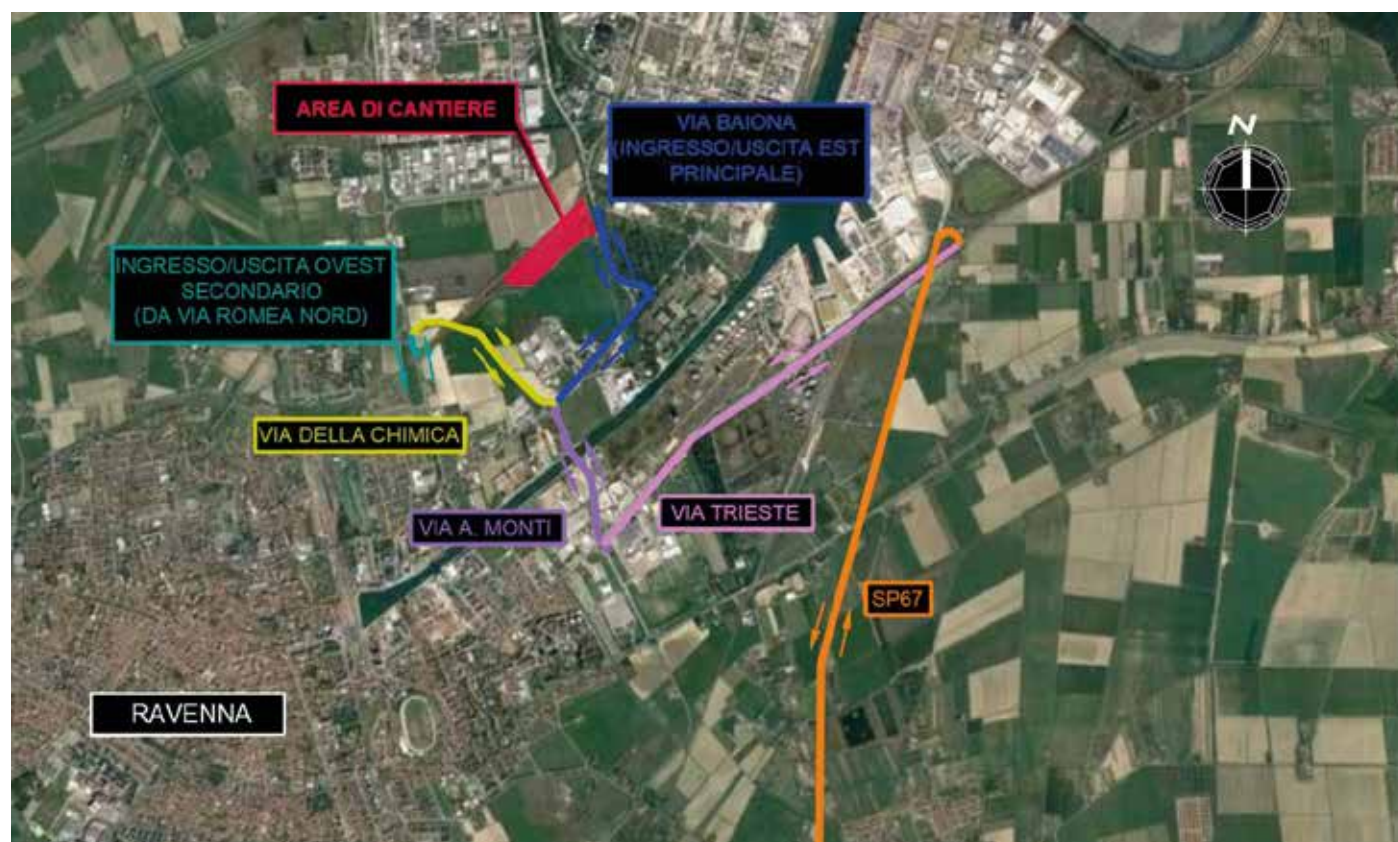 AREA DI CANTIERE
VIA BAIONA
(INGRESSO/USCITA EST
PRINCIPALE)
N
INGRESSO/USCITA OVEST
SECONDARIO
(DA VIA ROMEA NORD)
VIA DELLA CHIMICA
VIA A. MONTI
VIA TRIESTE
SP67
RAVENNA